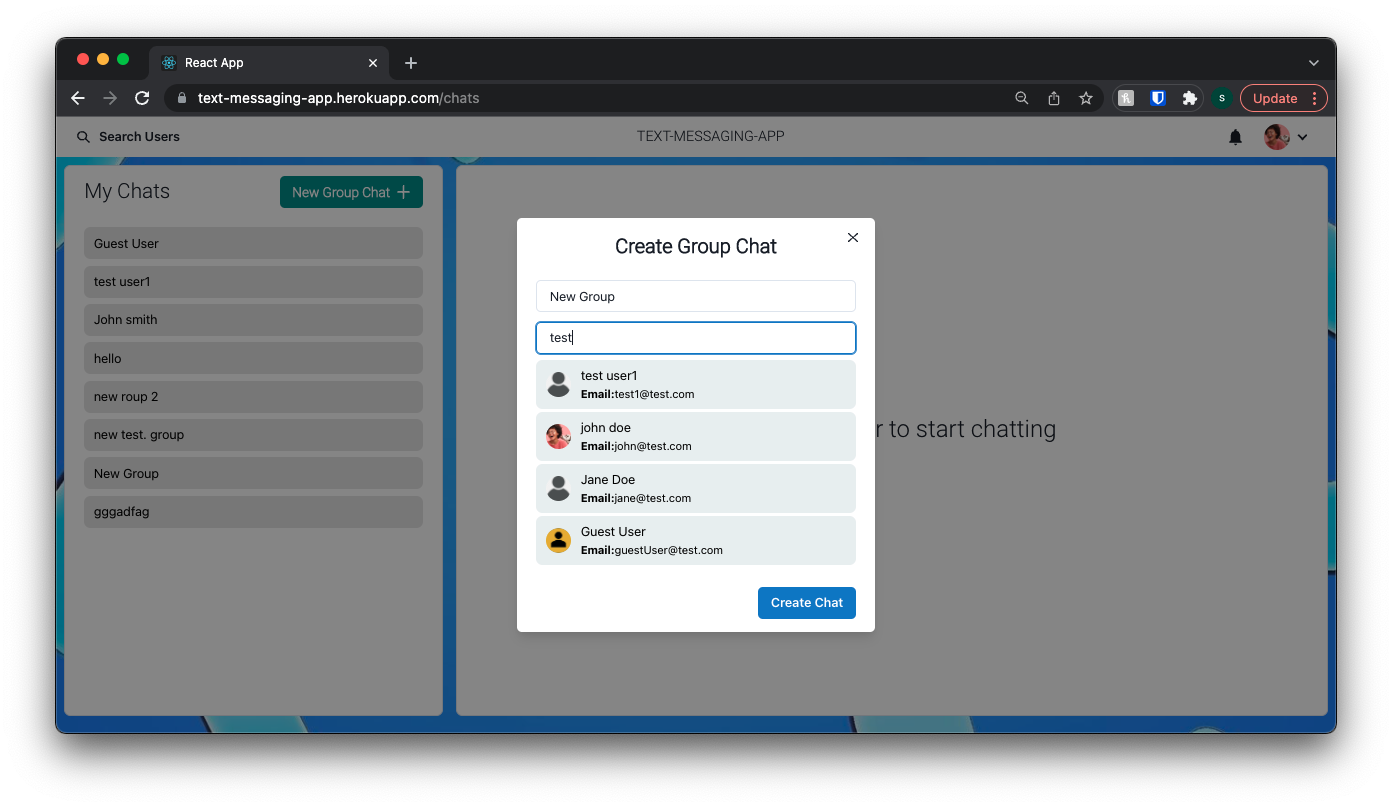 React App
text-messaging-app.herokuapp.com/chats
S
Update
Search Users
TEXT-MESSAGING-APP
My Chats
New Group Chat
Guest User
test user1
John smith
hello
new roup 2
new test. group
New Group
gggadfag
r to start chatting
Create Group Chat
New Group
test
test user1
Email:test1@test.com
john doe
Email:john@test.com
Jane Doe
Email:jane@test.com
Guest User
Email:guestUser@test.com
Create Chat